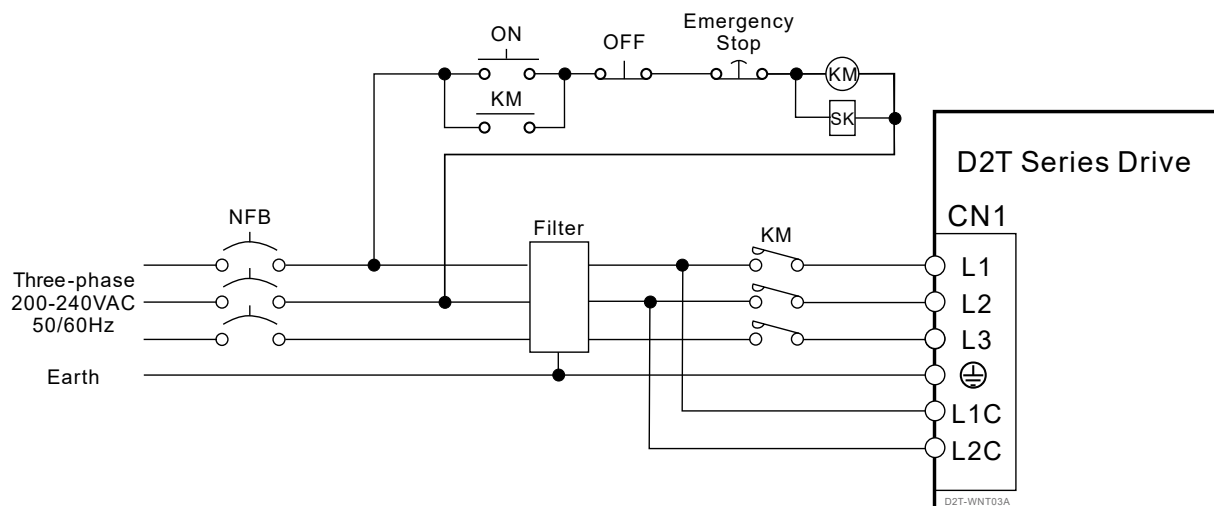 Emergency
Stop
ON
OFF
KM
KM
SK
D2T Series Drive
CN1
NFB
Filter
KM
Three-phase
200-240VAC
50/60Hz
Earth
L1
L2
L3
L1C
L2C
D2T-WNT03A